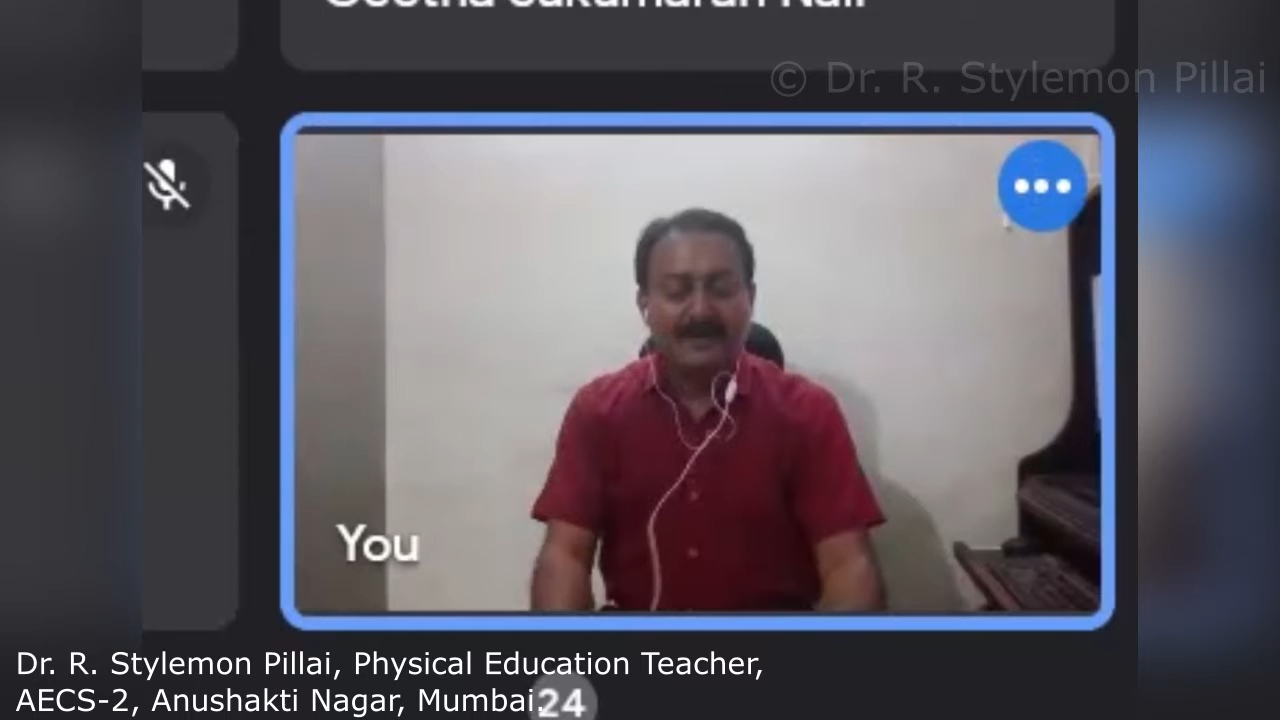 © Dr. R. Stylemon Pillai
You
Dr. R. Stylemon Pillai, Physical Education Teacher,
AECS-2, Anushakti Nagar, Mumbai.
24